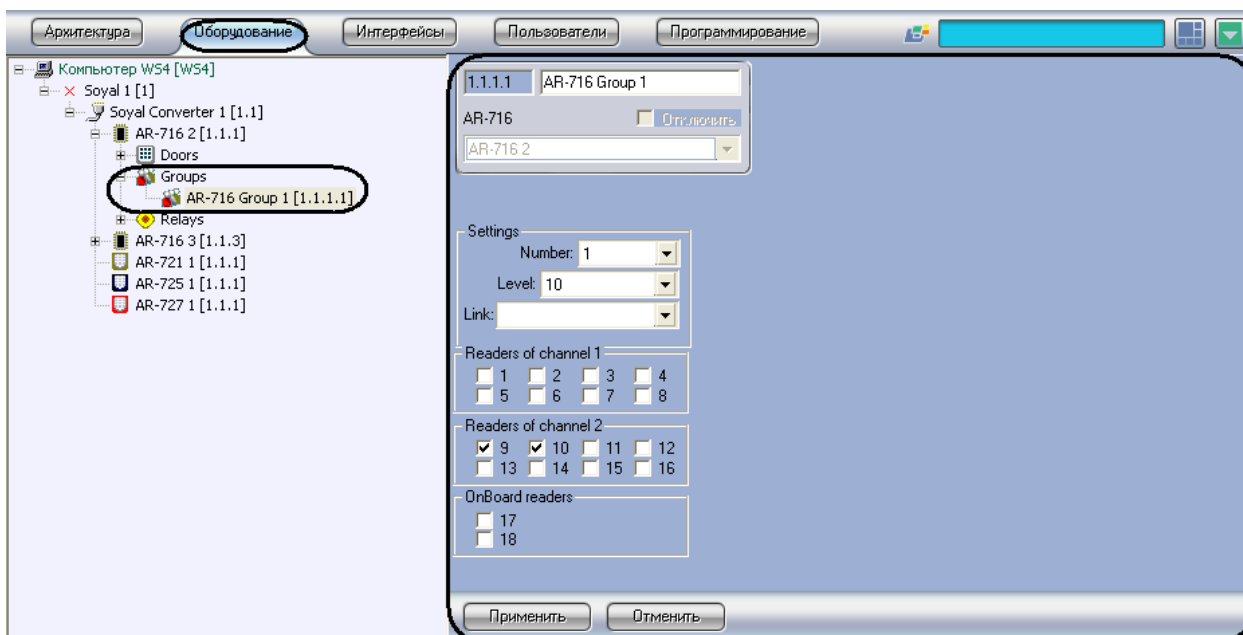 Архитектура Оборудование Интерфейсы Пользователи Программирование
Компьютер WS4 [WS4]
Soyal 1 [1]
Soyal Converter 1 [1.1]
AR-716 2 [1.1.1]
Doors
Groups
AR-716 Group 1 [1.1.1.1]
Relays
AR-716 3 [1.1.3]
AR-721 1 [1.1.1]
AR-725 1 [1.1.1]
AR-727 1 [1.1.1]
1.1.1.1 AR-716 Group 1
AR-716 Отключить
AR-716 2
Settings
Number: 1
Level: 10
Link:
Readers of channel 1
1 2 3 4
5 6 7 8
Readers of channel 2
9 10 11 12
13 14 15 16
OnBoard readers
17
18
Применить Отменить